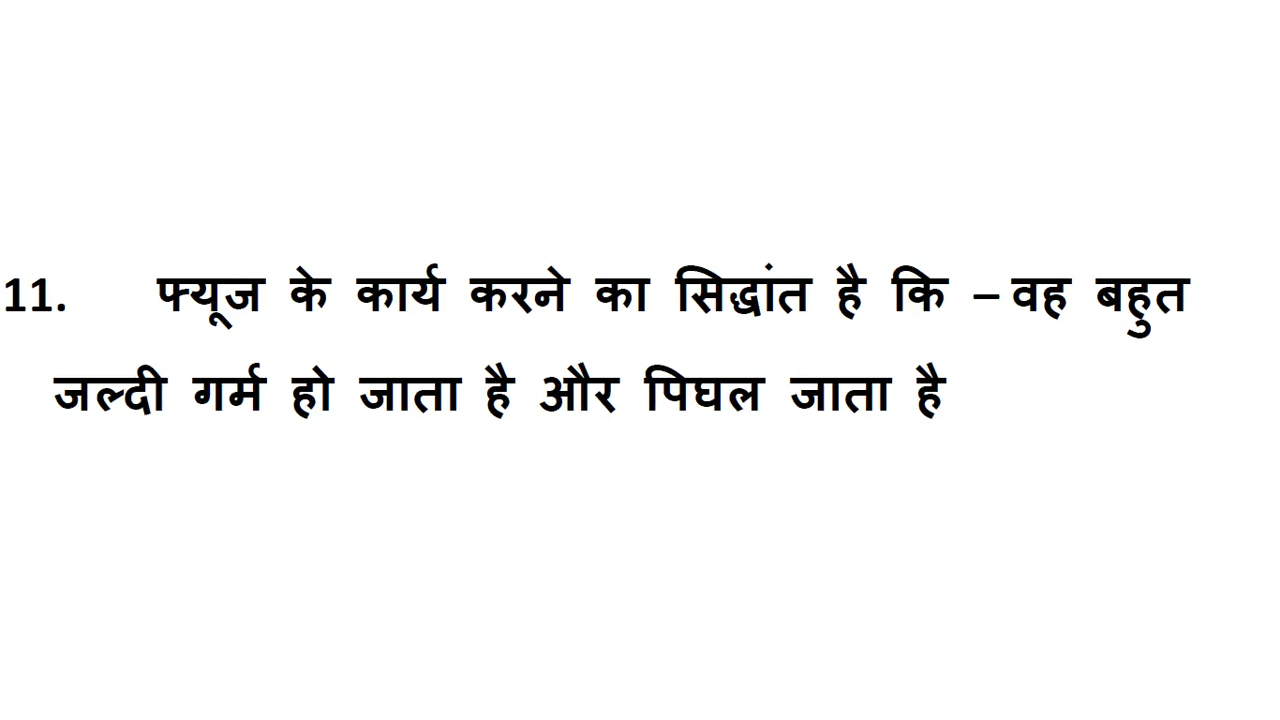 11. फ्यूज के कार्य करने का सिद्धांत है कि – वह बहुत
जल्दी गर्म हो जाता है और पिघल जाता है